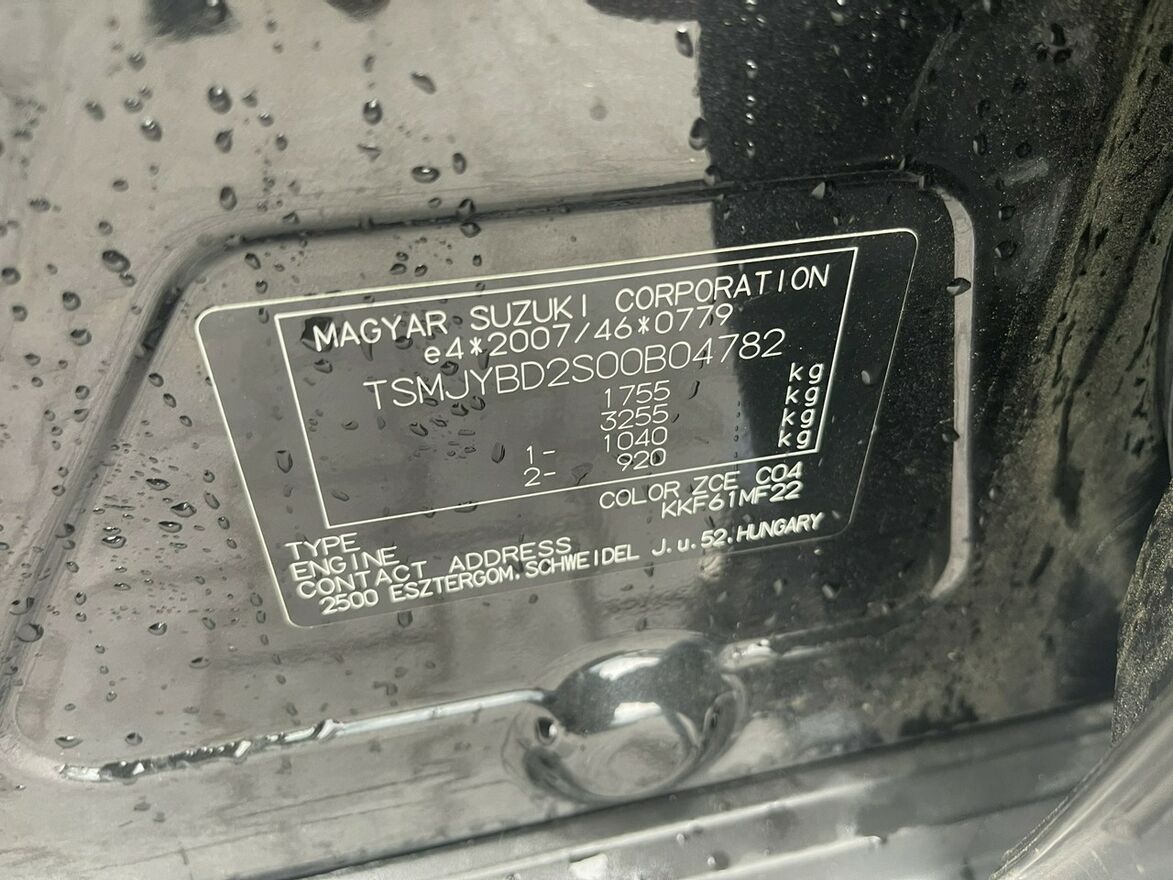 MAGYAR SUZUKI CORPORATION
e4*2007/46*0779
TSMJYBD2S00B04782
1755 kg
3255 kg
1- 1040 kg
2- 920 kg
COLOR ZCE C04
TYPE KKF61MF22
ENGINE
CONTACT ADDRESS
2500 ESZTERGOM. SCHWEIDEL J.u.52.HUNGARY